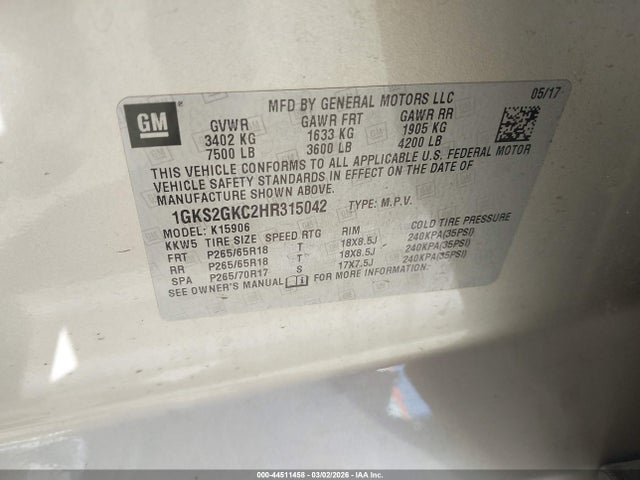 MFD BY GENERAL MOTORS LLC
05/17
GM
GVWR GAWR FRT GAWR RR
3402 KG 1633 KG 1905 KG
7500 LB 3600 LB 4200 LB
THIS VEHICLE CONFORMS TO ALL APPLICABLE U.S. FEDERAL MOTOR
VEHICLE SAFETY STANDARDS IN EFFECT ON THE DATE OF
MANUFACTURE SHOWN ABOVE.
1GKS2GKC2HR315042 TYPE: M.P.V.
MODEL: K15906
KKW5 TIRE SIZE SPEED RTG RIM COLD TIRE PRESSURE
FRT P265/65R18 T 18X8.5J 240KPA(35PSI)
RR P265/65R18 T 18X8.5J 240KPA(35PSI)
SPA P265/70R17 S 17X7.5J 240KPA(35PSI)
SEE OWNER'S MANUAL FOR MORE INFORMATION.
000-44511458 - 03/02/2026 - IAA Inc.